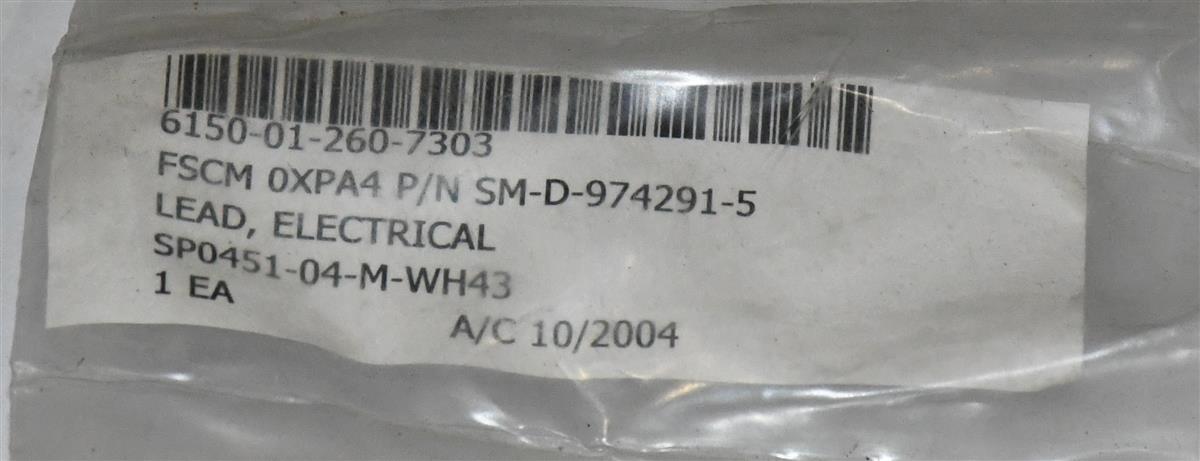 6150-01-260-7303
FSCM 0XPA4 P/N SM-D-974291-5
LEAD, ELECTRICAL
SP0451-04-M-WH43
1 EA
A/C 10/2004